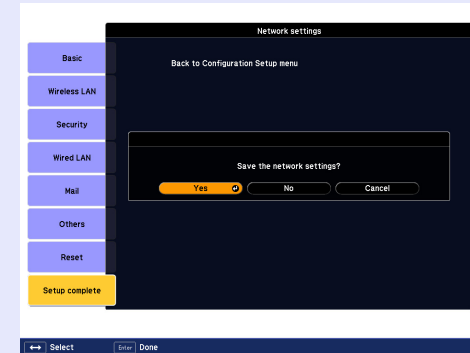 Network settings
Basic
Back to Configuration Setup menu
Wireless LAN
Security
Wired LAN
Save the network settings?
Yes
No
Cancel
Mail
Others
Reset
Setup complete
Select
Enter Done